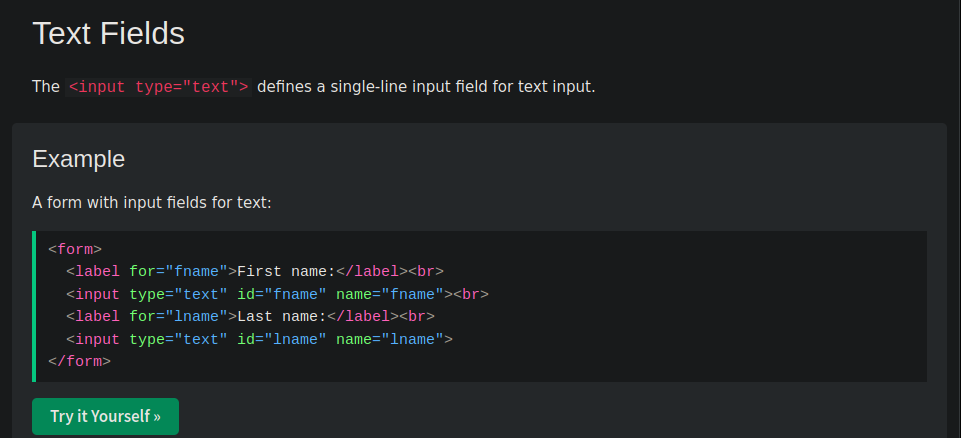 Text Fields
The <input type="text"> defines a single-line input field for text input.
Example
A form with input fields for text:
<form>
  <label for="fname">First name:</label><br>
  <input type="text" id="fname" name="fname"><br>
  <label for="lname">Last name:</label><br>
  <input type="text" id="lname" name="lname">
</form>
Try it Yourself »